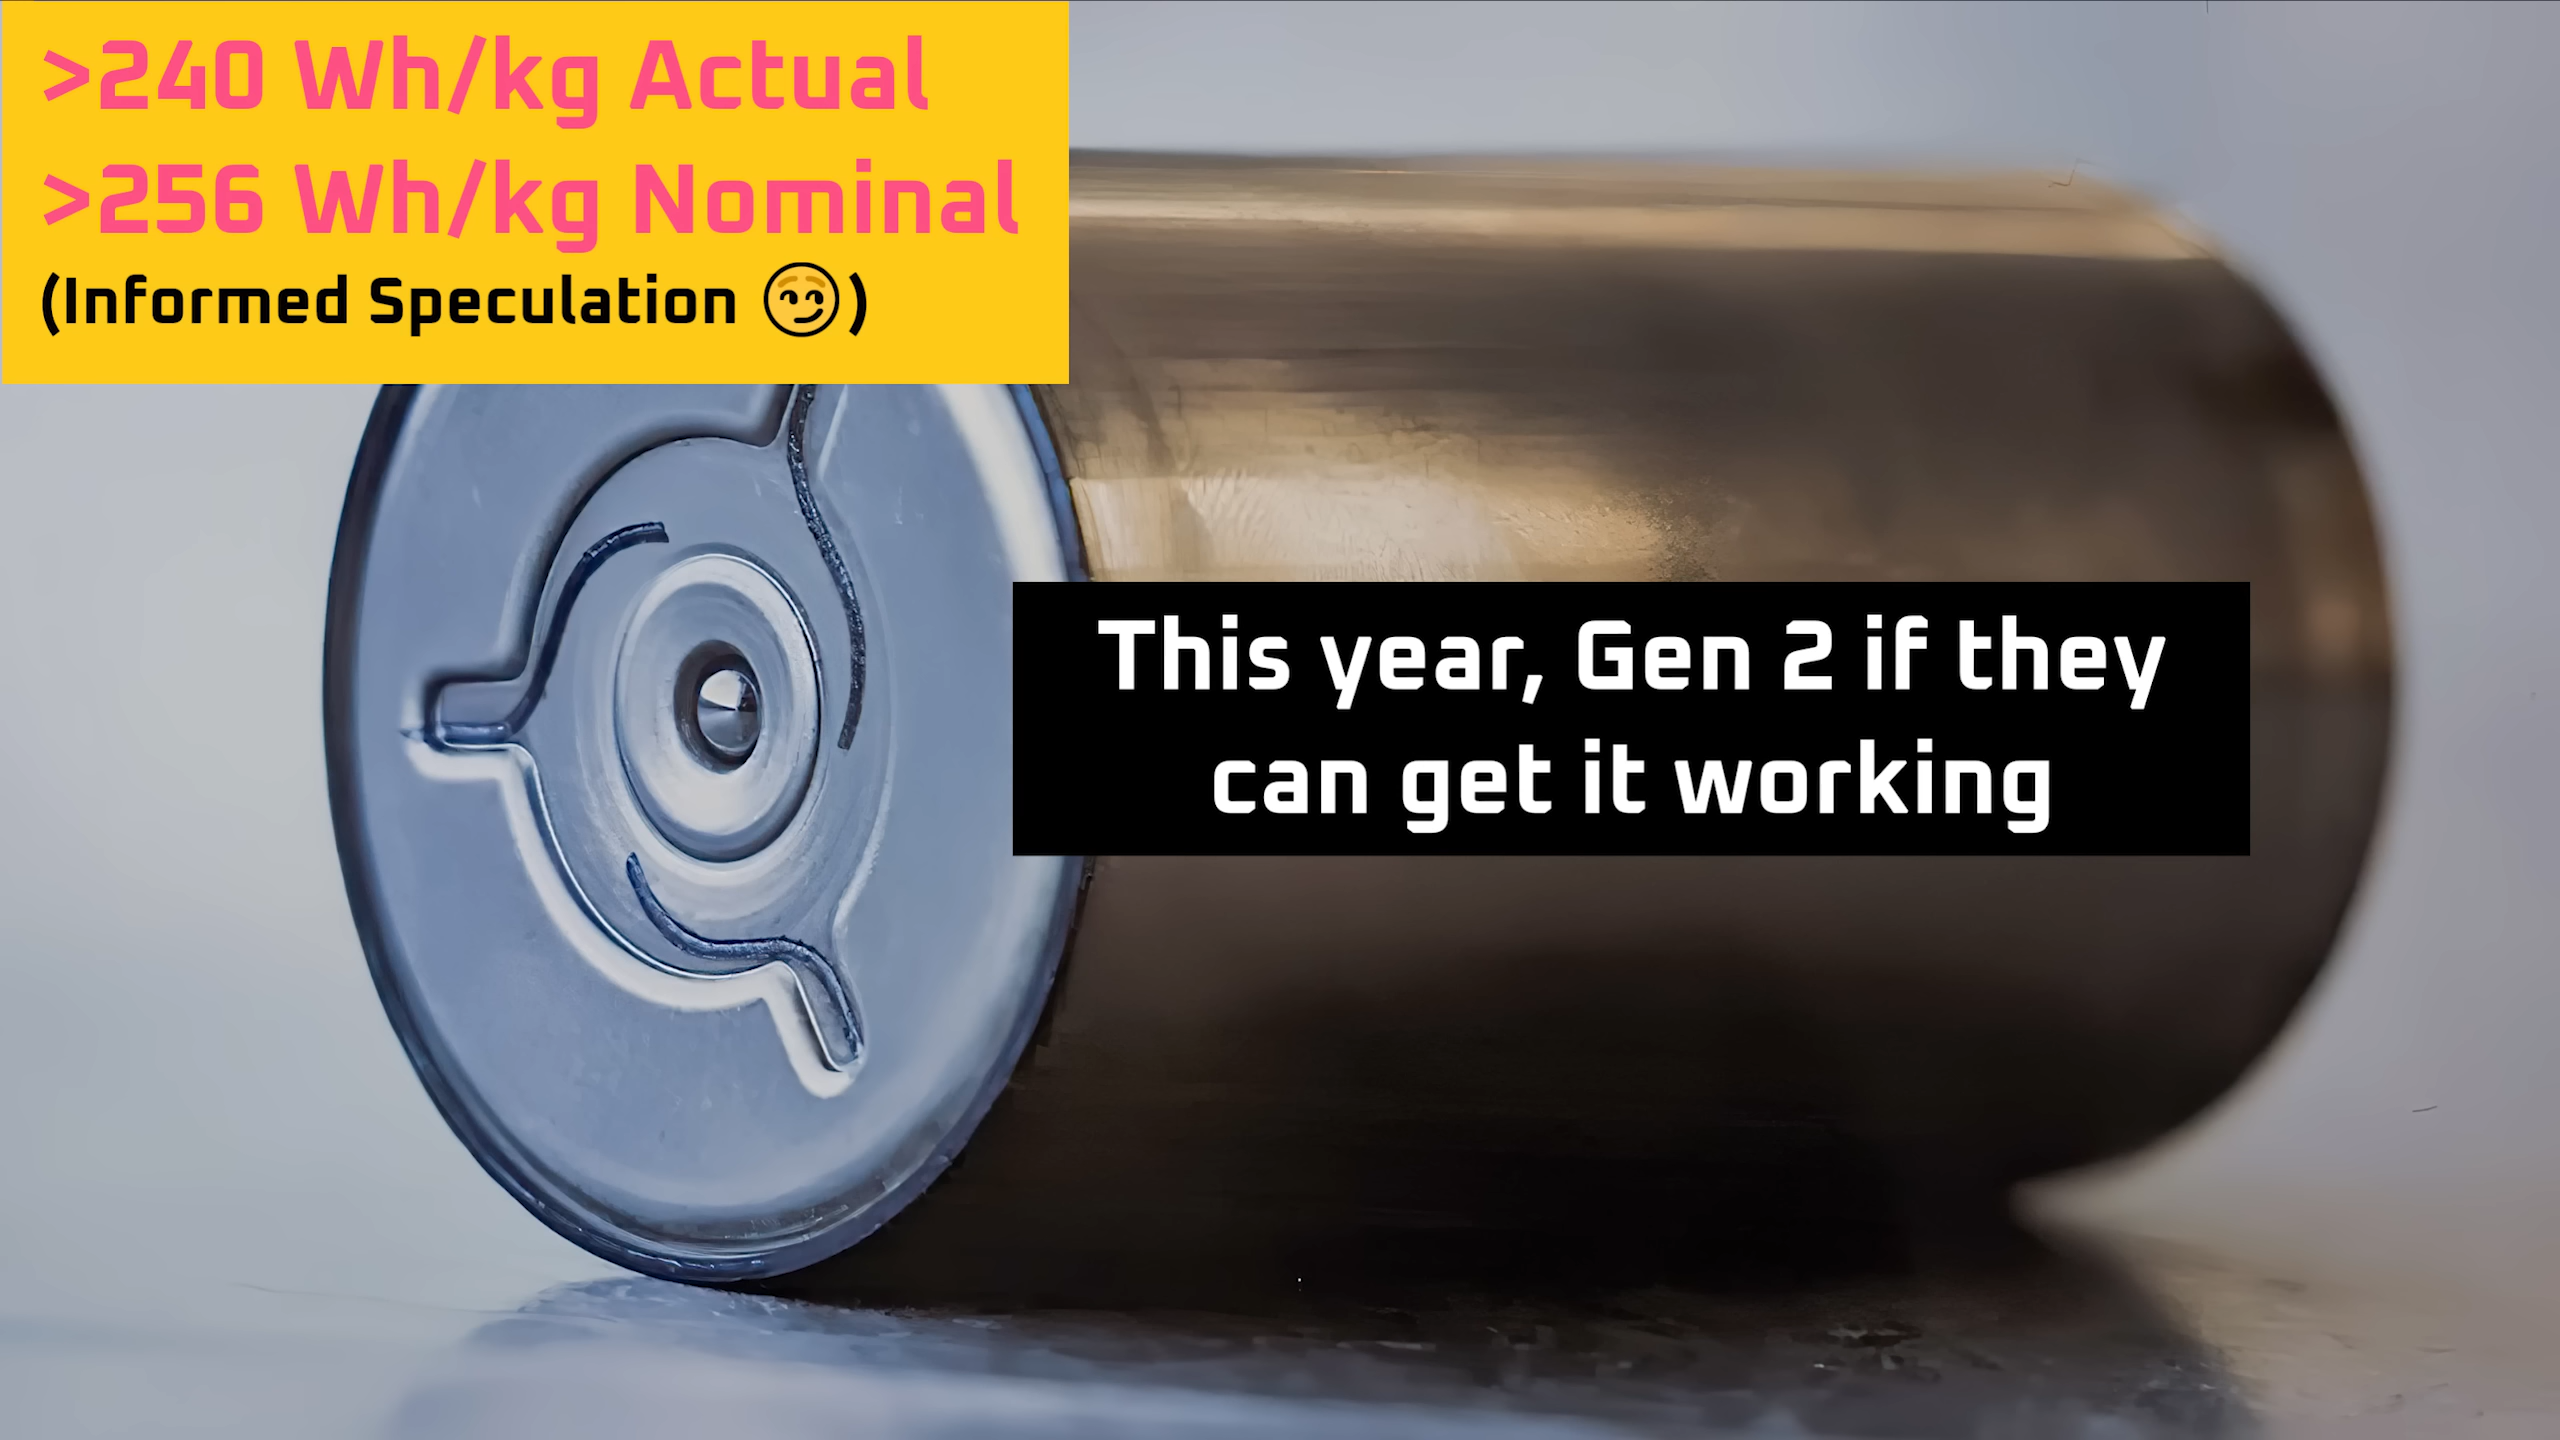 >240 Wh/kg Actual
>256 Wh/kg Nominal
(Informed Speculation 😏)
This year, Gen 2 if they
can get it working